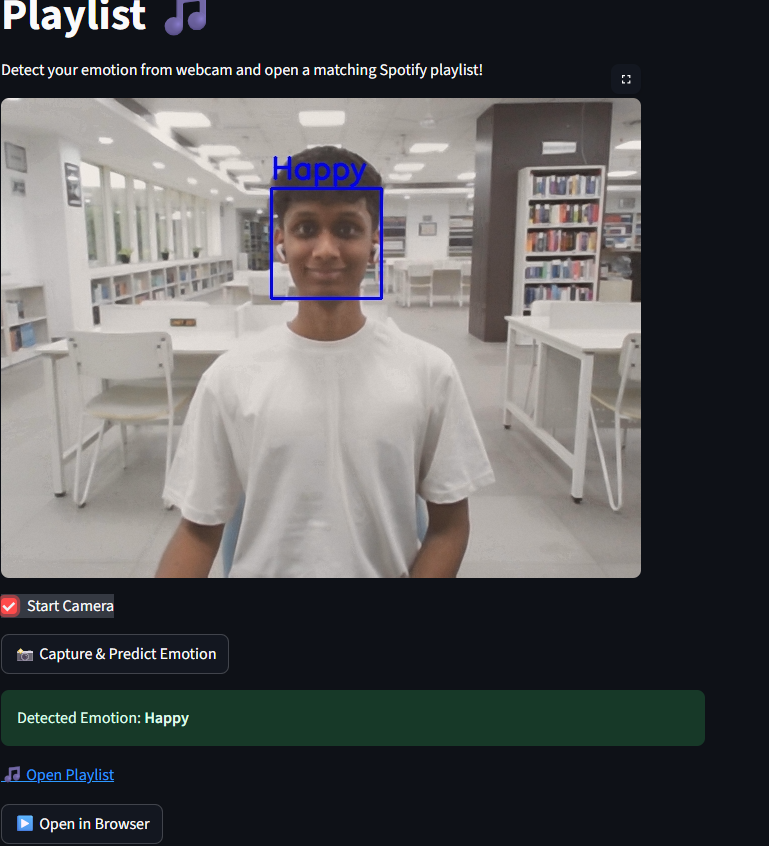 Playlist 🎵
Detect your emotion from webcam and open a matching Spotify playlist!
Happy
Start Camera
📸 Capture & Predict Emotion
Detected Emotion: Happy
🎵 Open Playlist
▶️ Open in Browser